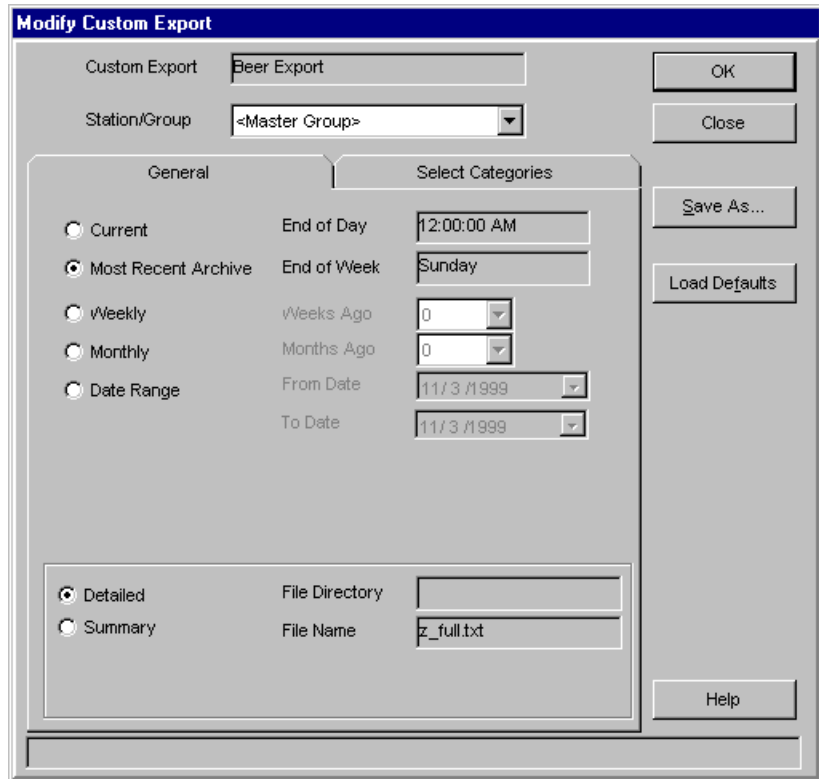 Modify Custom Export
Custom Export Beer Export
OK
Station/Group <Master Group>
Close
General Select Categories
Save As...
Current End of Day 12:00:00 AM
Most Recent Archive End of Week Sunday
Load Defaults
Weekly Weeks Ago 0
Monthly Months Ago 0
Date Range From Date 11/ 3 /1999
To Date 11/ 3 /1999
Detailed File Directory
Summary File Name z_full.txt
Help